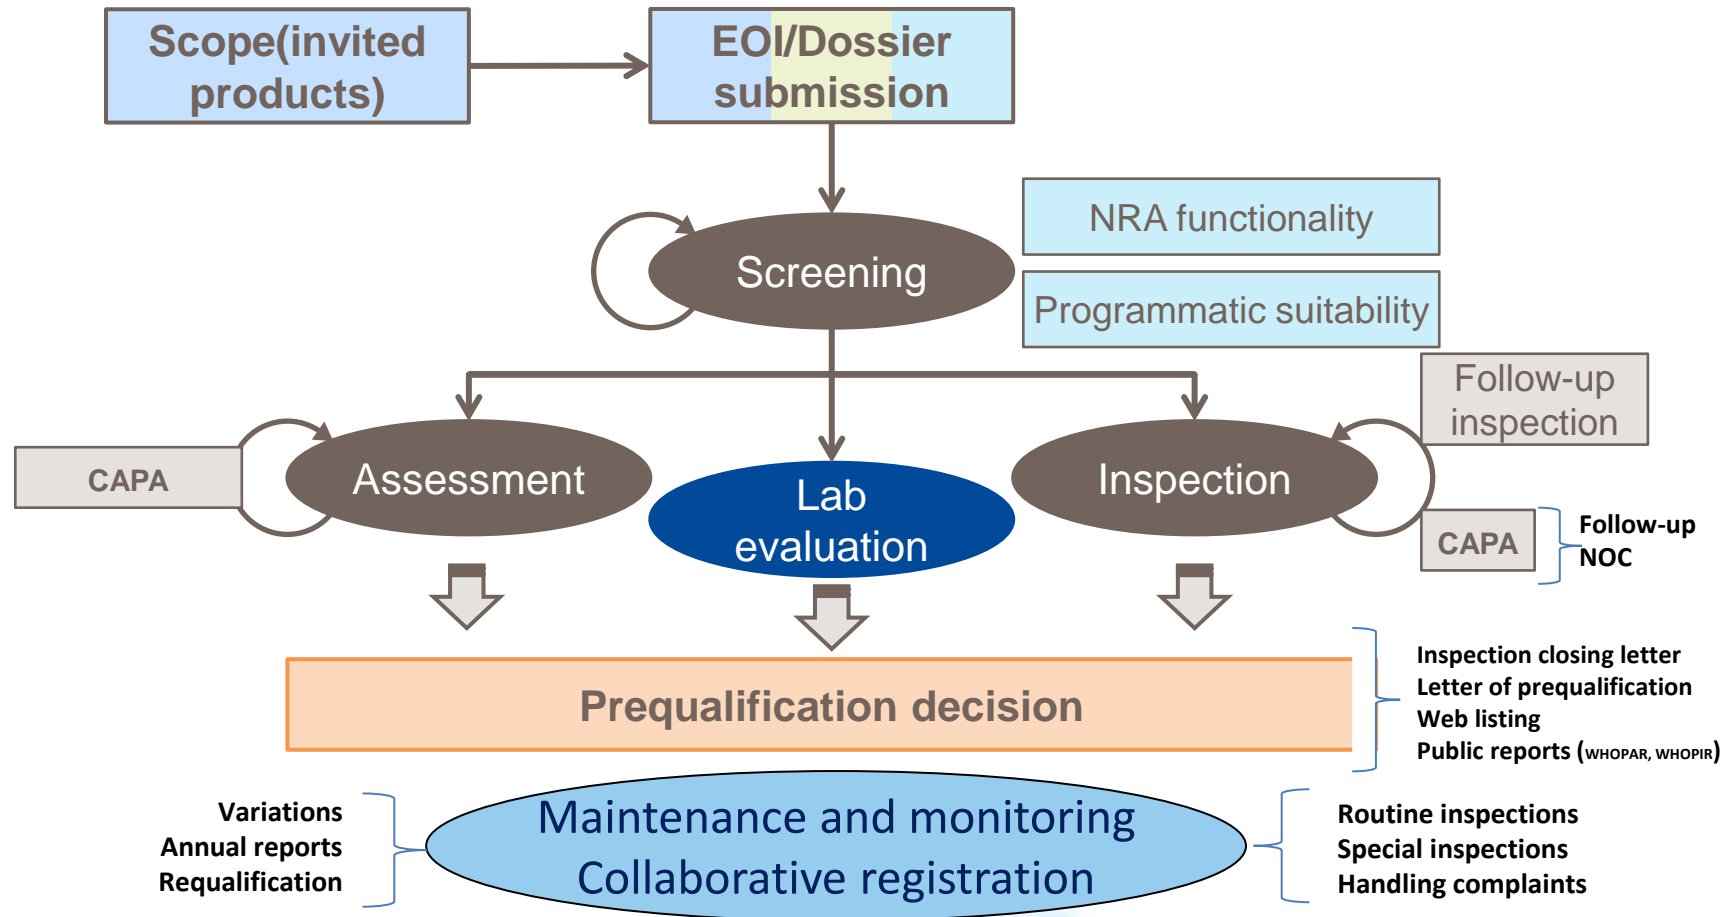 Scope(invited
products)
EOI/Dossier
submission
NRA functionality
Screening
Programmatic suitability
Follow-up
inspection
CAPA
Assessment
Lab
evaluation
Inspection
CAPA
Follow-up
NOC
Prequalification decision
Inspection closing letter
Letter of prequalification
Web listing
Public reports (WHOPAR, WHOPIR)
Variations
Annual reports
Requalification
Maintenance and monitoring
Collaborative registration
Routine inspections
Special inspections
Handling complaints